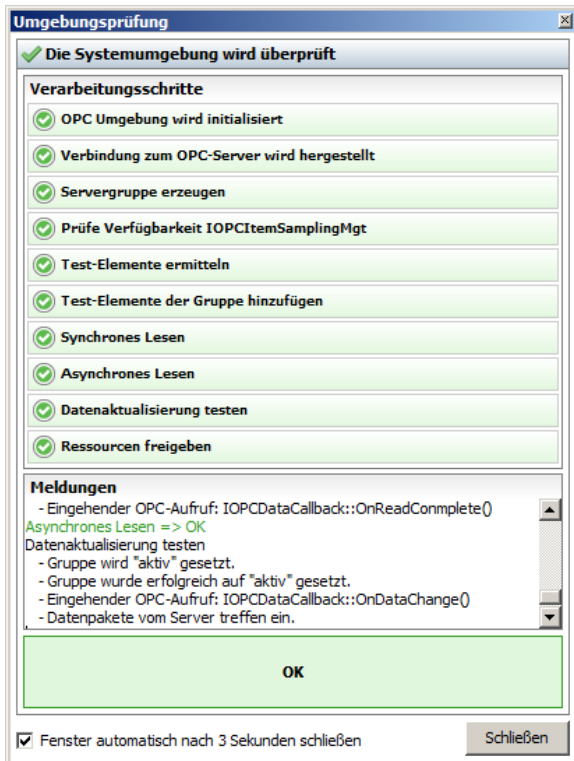 Umgebungsprüfung
Die Systemumgebung wird überprüft
Verarbeitungsschritte
OPC Umgebung wird initialisiert
Verbindung zum OPC-Server wird hergestellt
Servergruppe erzeugen
Prüfe Verfügbarkeit IOPCItemSamplingMgt
Test-Elemente ermitteln
Test-Elemente der Gruppe hinzufügen
Synchrones Lesen
Asynchrones Lesen
Datenaktualisierung testen
Ressourcen freigeben
Meldungen
- Eingehender OPC-Aufruf: IOPCDataCallback::OnReadConmplete()
Asynchrones Lesen => OK
Datenaktualisierung testen
- Gruppe wird "aktiv" gesetzt.
- Gruppe wurde erfolgreich auf "aktiv" gesetzt.
- Eingehender OPC-Aufruf: IOPCDataCallback::OnDataChange()
- Datenpakete vom Server treffen ein.
OK
Fenster automatisch nach 3 Sekunden schließen
Schließen